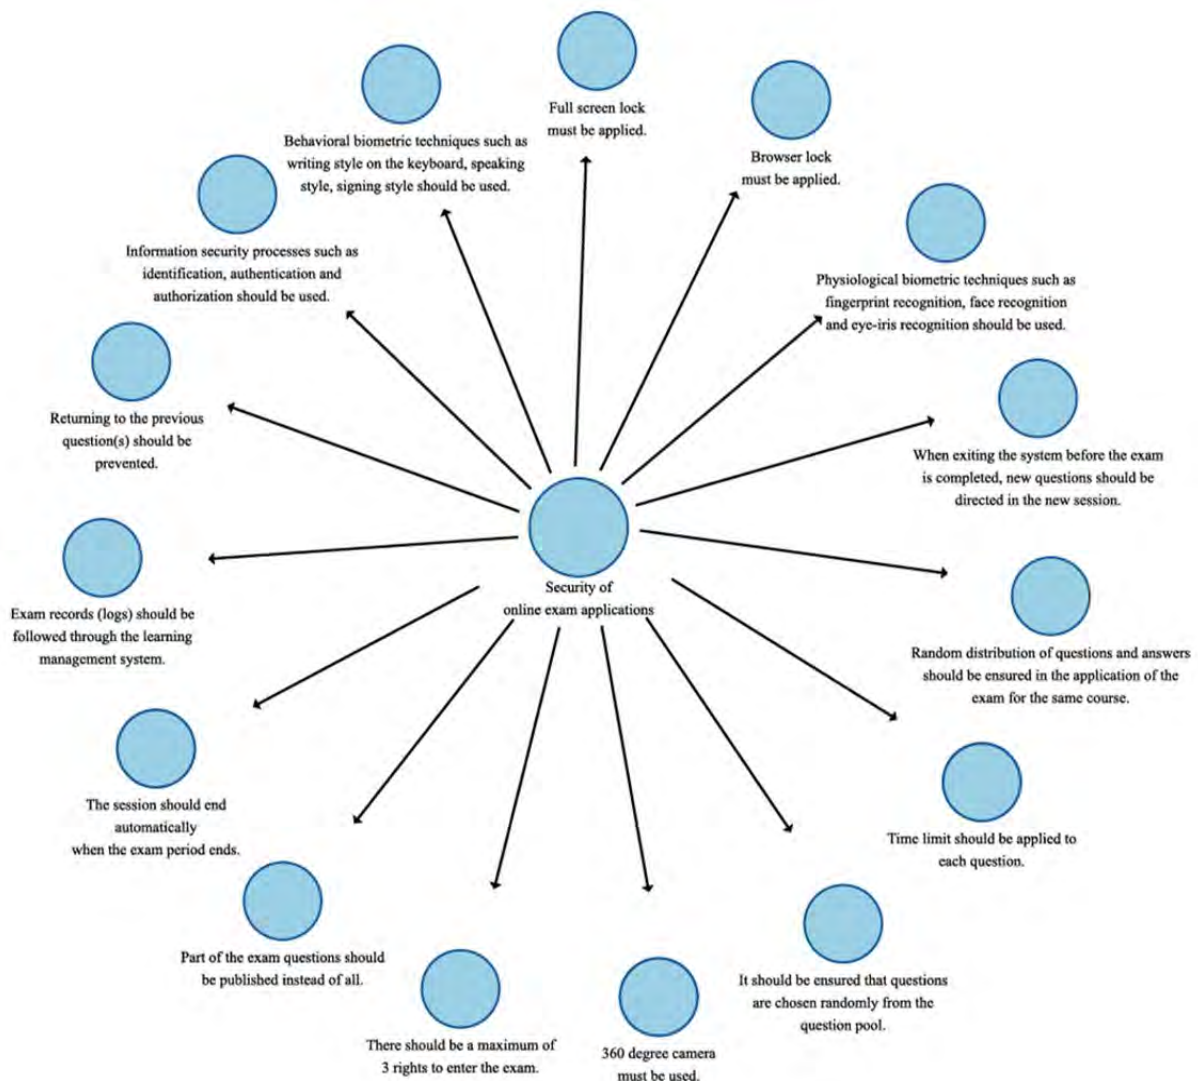 Full screen lock
must be applied.
Behavioral biometric techniques such as
writing style on the keyboard, speaking
style, signing style should be used.
Browser lock
must be applied.
Information security processes such as
identification, authentication and
authorization should be used.
Physiological biometric techniques such as
fingerprint recognition, face recognition
and eye-iris recognition should be used.
Returning to the previous
question(s) should be
prevented.
When exiting the system before the exam
is completed, new questions should be
directed in the new session.
Security of
online exam applications
Exam records (logs) should be
followed through the learning
management system.
Random distribution of questions and answers
should be ensured in the application of the
exam for the same course.
The session should end
automatically
when the exam period ends.
Time limit should be applied to
each question.
Part of the exam questions should
be published instead of all.
It should be ensured that questions
are chosen randomly from the
question pool.
There should be a maximum of
3 rights to enter the exam.
360 degree camera
must be used.